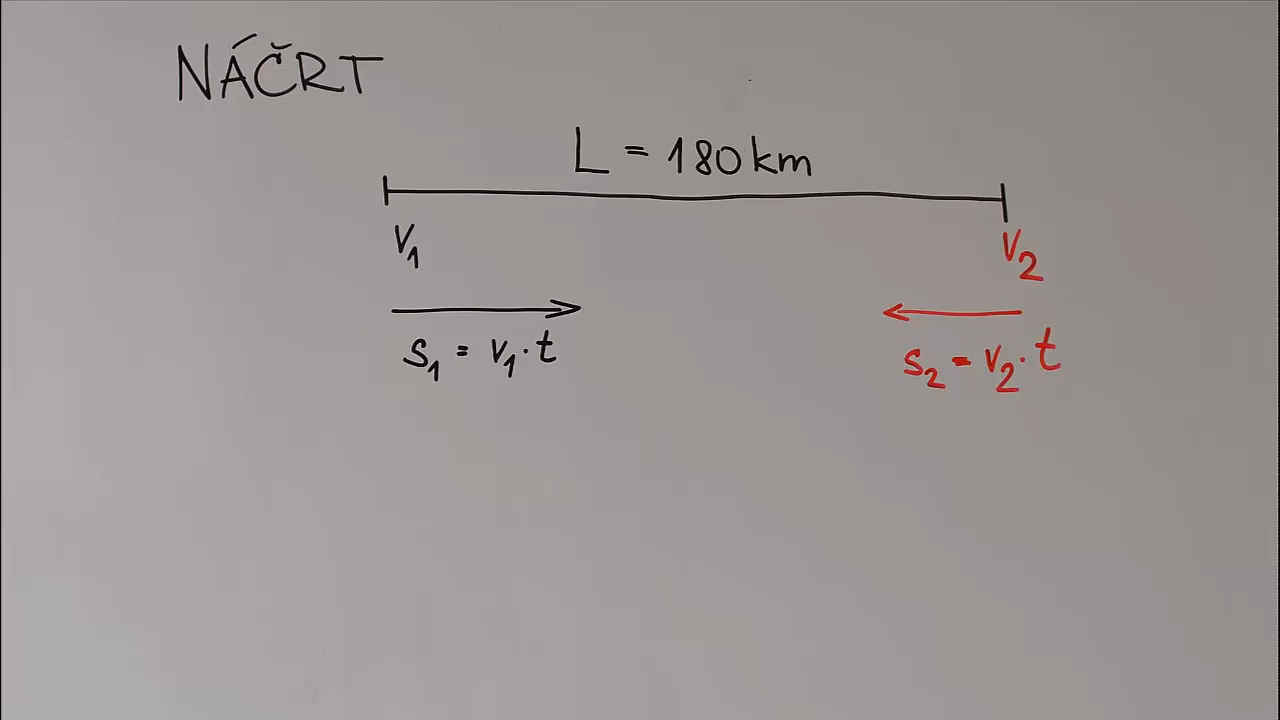 NÁČRT
L = 180 km
v₁
v₂
s₁ = v₁ · t
s₂ = v₂ · t